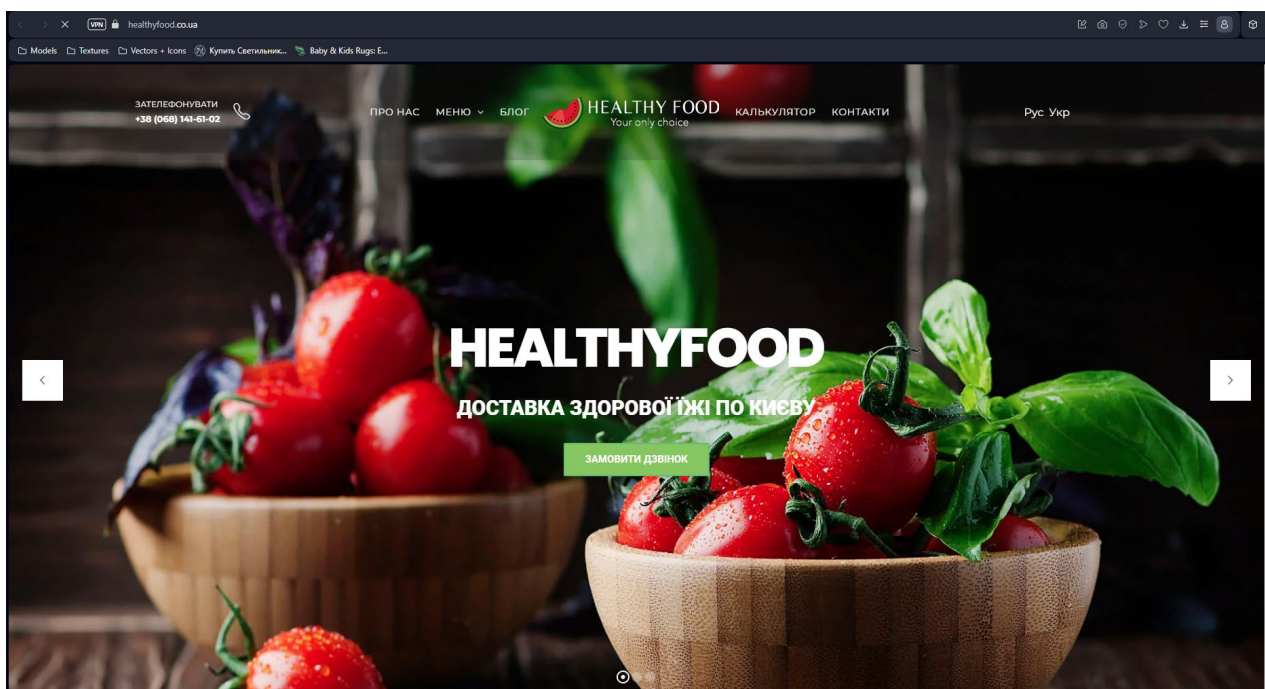 VPN healthyfood.co.ua
Models Textures Vectors + Icons Купить Светильник... Baby & Kids Rugs: E...
ЗАТЕЛЕФОНУВАТИ
+38 (068) 141-61-02
ПРО НАС МЕНЮ БЛОГ
HEALTHY FOOD
Your only choice
КАЛЬКУЛЯТОР КОНТАКТИ
Рус Укр
HEALTHYFOOD
ДОСТАВКА ЗДОРОВОЇ ЇЖІ ПО КИЄВУ
ЗАМОВИТИ ДЗВІНОК